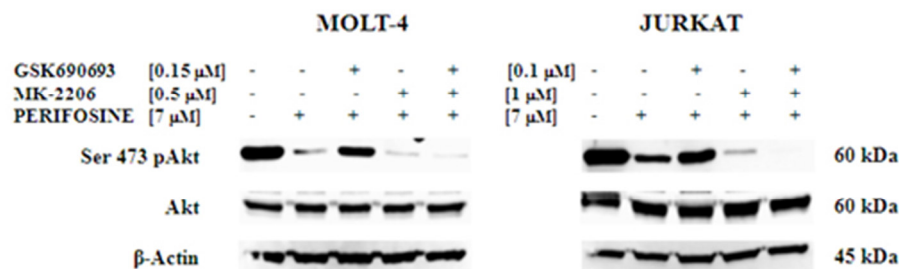 MOLT-4 JURKAT
GSK690693 [0.15 µM] - - + - + [0.1 µM] - - + - +
MK-2206 [0.5 µM] - - - + + [1 µM] - - - + +
PERIFOSINE [7 µM] - + + + + [7 µM] - + + + +
Ser 473 pAkt 60 kDa
Akt 60 kDa
β-Actin 45 kDa